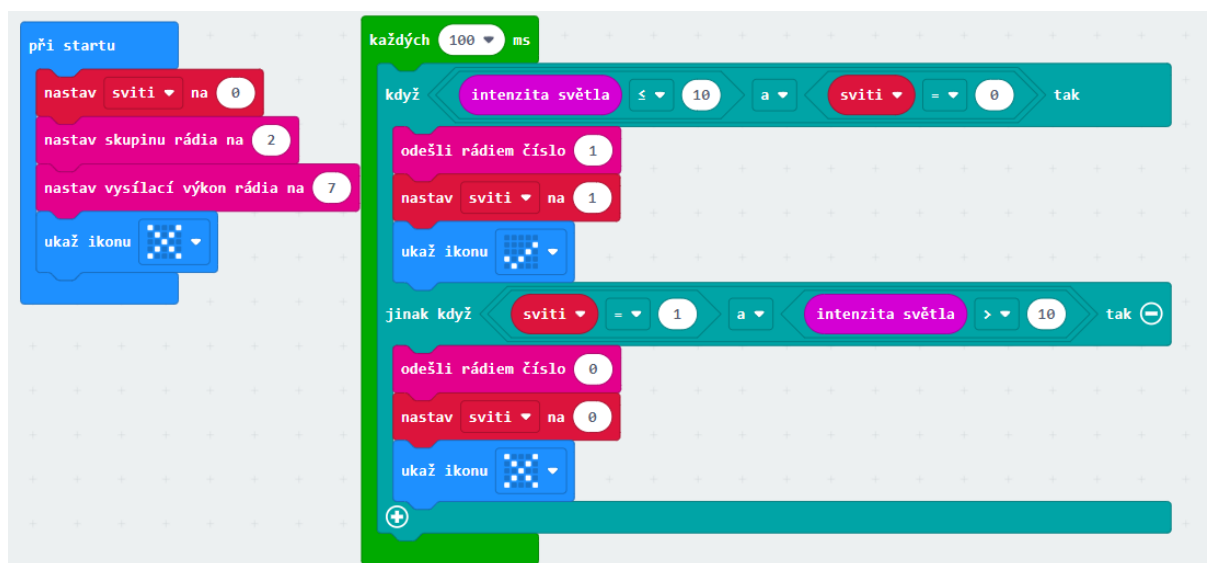 při startu
nastav sviti na 0
nastav skupinu rádia na 2
nastav vysílací výkon rádia na 7
ukaž ikonu
každých 100 ms
když intenzita světla ≤ 10 a sviti = 0 tak
odešli rádiem číslo 1
nastav sviti na 1
ukaž ikonu
jinak když sviti = 1 a intenzita světla > 10 tak
odešli rádiem číslo 0
nastav sviti na 0
ukaž ikonu